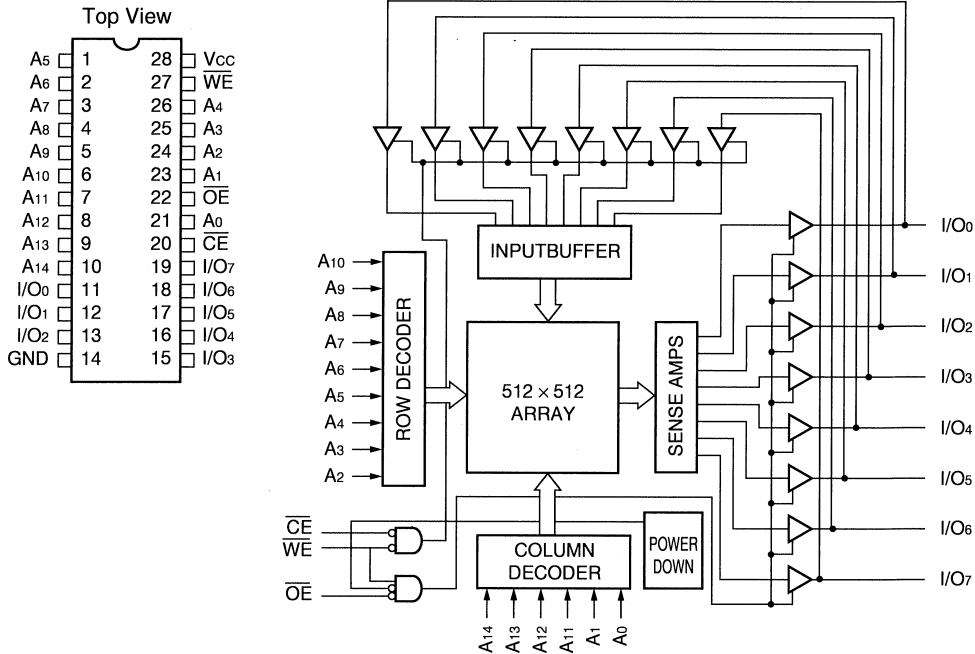 Top View
A5 1 28 VCC
A6 2 27 WE
A7 3 26 A4
A8 4 25 A3
A9 5 24 A2
A10 6 23 A1
A11 7 22 OE
A12 8 21 A0
A13 9 20 CE
A14 10 19 I/O7
I/O0 11 18 I/O6
I/O1 12 17 I/O5
I/O2 13 16 I/O4
GND 14 15 I/O3
INPUTBUFFER
A10
A9
A8
A7
A6
A5
A4
A3
A2
ROW DECODER
512 × 512
ARRAY
SENSE AMPS
I/O0
I/O1
I/O2
I/O3
I/O4
I/O5
I/O6
I/O7
CE
WE
OE
COLUMN
DECODER
POWER
DOWN
A14
A13
A12
A11
A1
A0